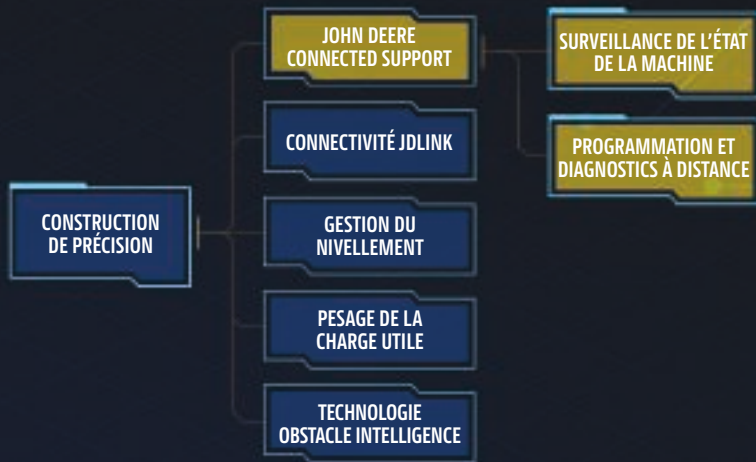 CONSTRUCTION
DE PRÉCISION
JOHN DEERE
CONNECTED SUPPORT
SURVEILLANCE DE L'ÉTAT
DE LA MACHINE
PROGRAMMATION ET
DIAGNOSTICS À DISTANCE
CONNECTIVITÉ JDLINK
GESTION DU
NIVELLEMENT
PESAGE DE LA
CHARGE UTILE
TECHNOLOGIE
OBSTACLE INTELLIGENCE